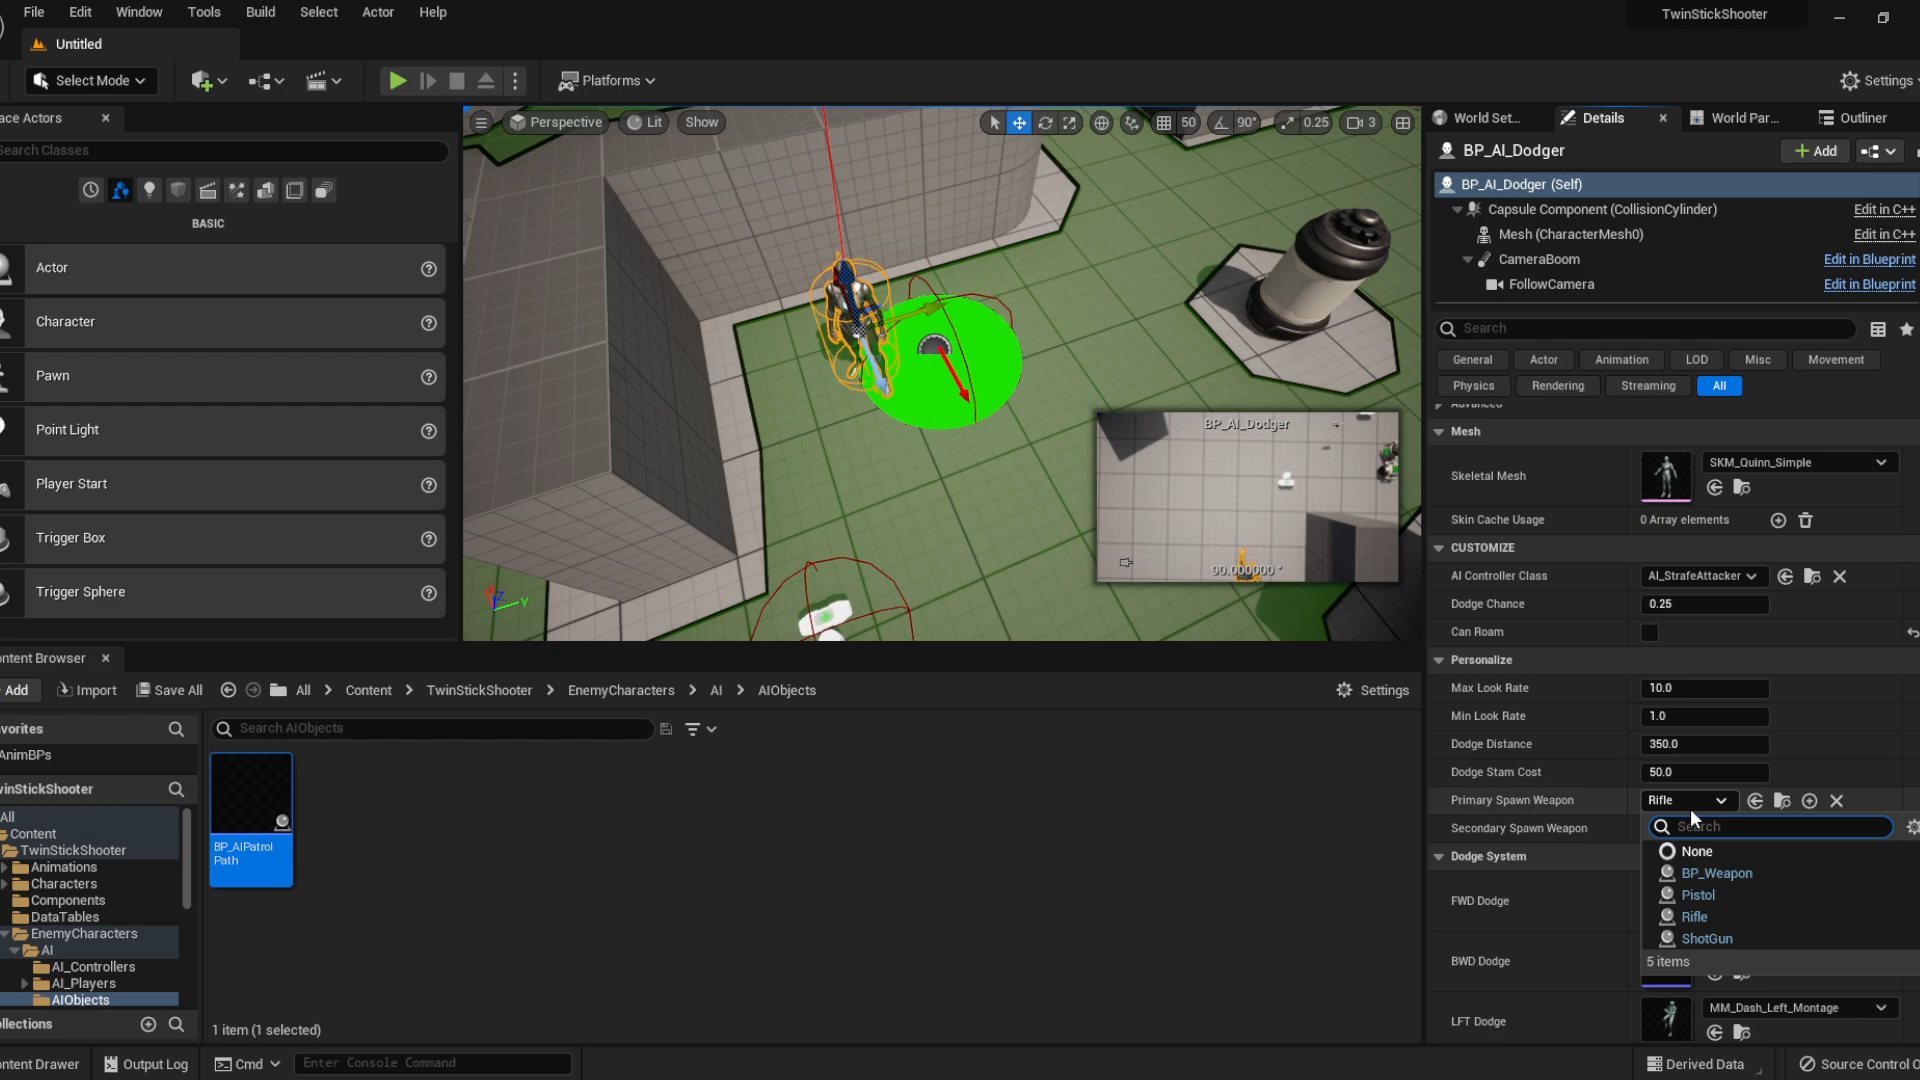 File Edit Window Tools Build Select Actor Help
TwinStickShooter
Untitled
Select Mode
Platforms
Settings
ace Actors
earch Classes
BASIC
Actor
Character
Pawn
Point Light
Player Start
Trigger Box
Trigger Sphere
Perspective Lit Show
50 90° 0.25 3
BP_AI_Dodger
90.000000 °
World Set... Details World Par... Outliner
BP_AI_Dodger
Add
BP_AI_Dodger (Self)
Capsule Component (CollisionCylinder) Edit in C++
Mesh (CharacterMesh0) Edit in C++
CameraBoom Edit in Blueprint
FollowCamera Edit in Blueprint
Search
General Actor Animation LOD Misc Movement
Physics Rendering Streaming All
Advanced
Mesh
Skeletal Mesh SKM_Quinn_Simple
Skin Cache Usage 0 Array elements
CUSTOMIZE
AI Controller Class AI_StrafeAttacker
Dodge Chance 0.25
Can Roam
Personalize
Max Look Rate 10.0
Min Look Rate 1.0
Dodge Distance 350.0
Dodge Stam Cost 50.0
Primary Spawn Weapon Rifle
Secondary Spawn Weapon
Search
None
BP_Weapon
Pistol
Rifle
ShotGun
5 items
Dodge System
FWD Dodge
BWD Dodge
LFT Dodge MM_Dash_Left_Montage
ontent Browser
Add Import Save All All Content TwinStickShooter EnemyCharacters AI AIObjects Settings
avorites
AnimBPs
winStickShooter
All
Content
TwinStickShooter
Animations
Characters
Components
DataTables
EnemyCharacters
AI
AI_Controllers
AI_Players
AIObjects
ollections
Search AIObjects
BP_AIPatrol
Path
1 item (1 selected)
ontent Drawer Output Log Cmd Enter Console Command Derived Data Source Control O